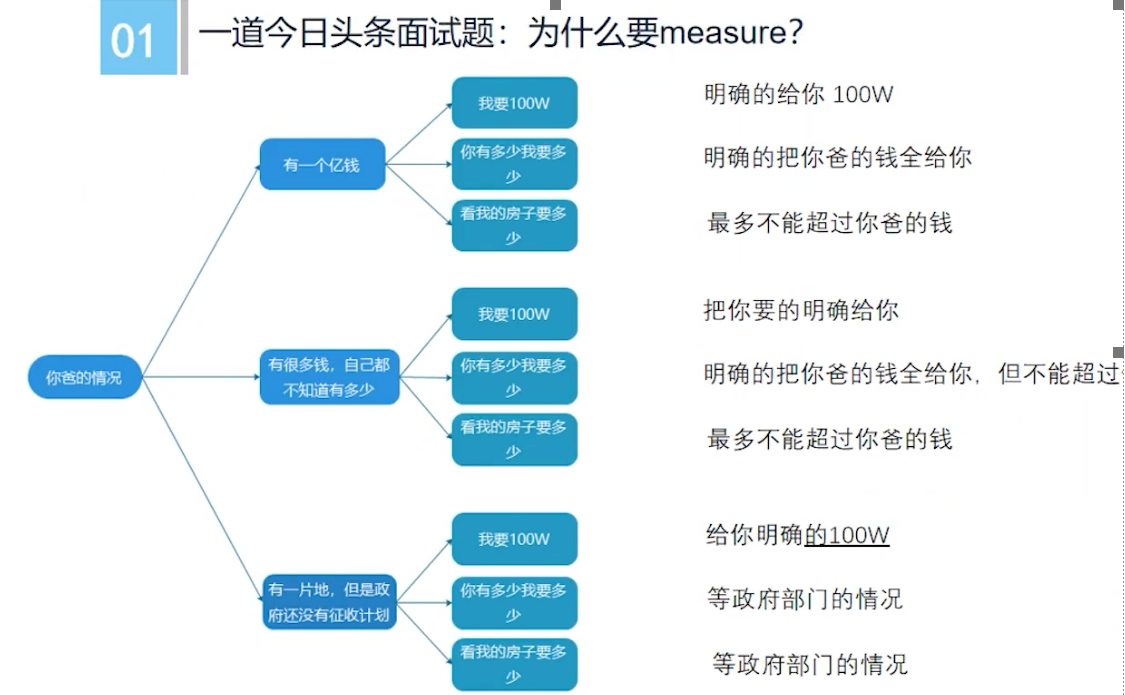 01
一道今日头条面试题：为什么要measure？
我要100W
明确的给你 100W
有一个亿钱
你有多少我要多
少
明确的把你爸的钱全给你
看我的房子要多
少
最多不能超过你爸的钱
我要100W
把你要的明确给你
你爸的情况
有很多钱，自己都
不知道有多少
你有多少我要多
少
明确的把你爸的钱全给你，但不能超过
看我的房子要多
少
最多不能超过你爸的钱
我要100W
给你明确的100W
有一片地，但是政
府还没有征收计划
你有多少我要多
少
等政府部门的情况
看我的房子要多
少
等政府部门的情况